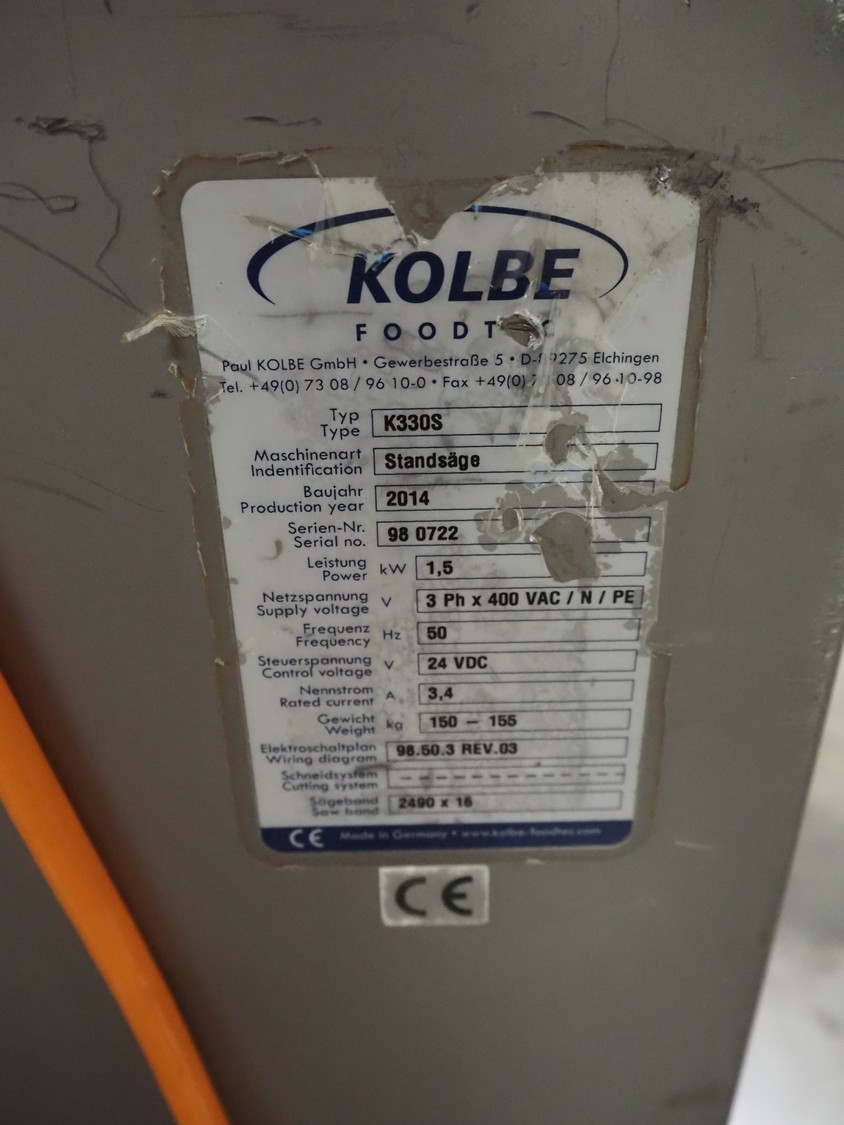 KOLBE
FOODT C
Paul KOLBE GmbH • Gewerbestraße 5 • D-89275 Elchingen
Tel. +49(0) 73 08 / 96 10-0 • Fax +49(0) 7 08 / 96 10-98
Typ
Type
K330S
Maschinenart
Indentification
Standsäge
Baujahr
Production year
2014
Serien-Nr.
Serial no.
98 0722
Leistung
Power
kW
1,5
Netzspannung
Supply voltage
V
3 Ph x 400 VAC / N / PE
Frequenz
Frequency
Hz
50
Steuerspannung
Control voltage
V
24 VDC
Nennstrom
Rated current
A
3,4
Gewicht
Weight
kg
150 – 155
Elektroschaltplan
Wiring diagram
98.50.3 REV.03
Schneidsystem
Cutting system
– – – – – – – – – – – – –
Sägeband
Saw band
2490 x 16
CE Made in Germany • www.kolbe-foodtec.com
CE